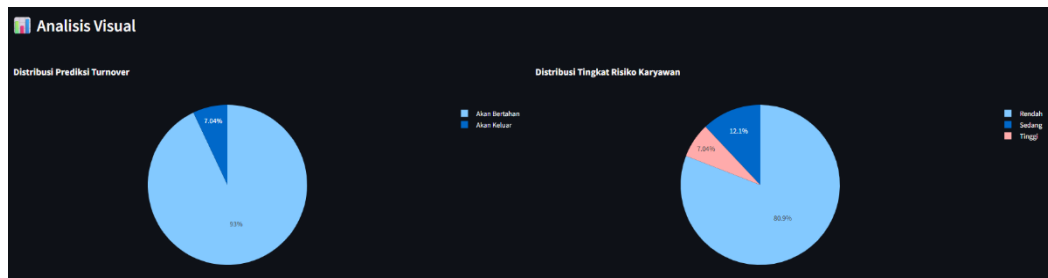 Analisis Visual
Distribusi Prediksi Turnover
7.04%
93%
Akan Bertahan
Akan Keluar
Distribusi Tingkat Risiko Karyawan
12.1%
7.04%
80.9%
Rendah
Sedang
Tinggi